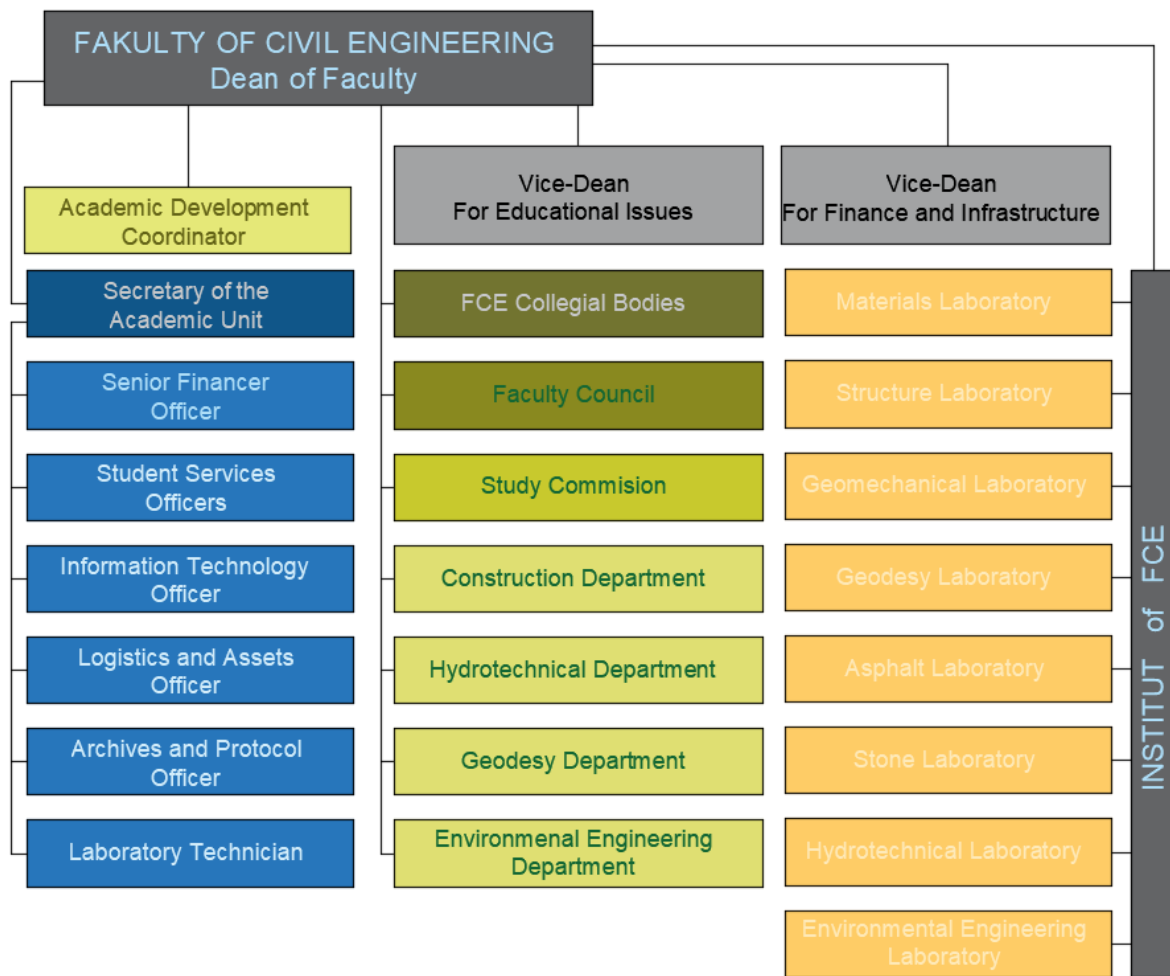 FAKULTY OF CIVIL ENGINEERING
Dean of Faculty
Academic Development
Coordinator
Secretary of the
Academic Unit
Senior Financer
Officer
Student Services
Officers
Information Technology
Officer
Logistics and Assets
Officer
Archives and Protocol
Officer
Laboratory Technician
Vice-Dean
For Educational Issues
FCE Collegial Bodies
Faculty Council
Study Commision
Construction Department
Hydrotechnical Department
Geodesy Department
Environmenal Engineering
Department
Vice-Dean
For Finance and Infrastructure
Materials Laboratory
Structure Laboratory
Geomechanical Laboratory
Geodesy Laboratory
Asphalt Laboratory
Stone Laboratory
Hydrotechnical Laboratory
Environmental Engineering
Laboratory
INSTITUT of FCE